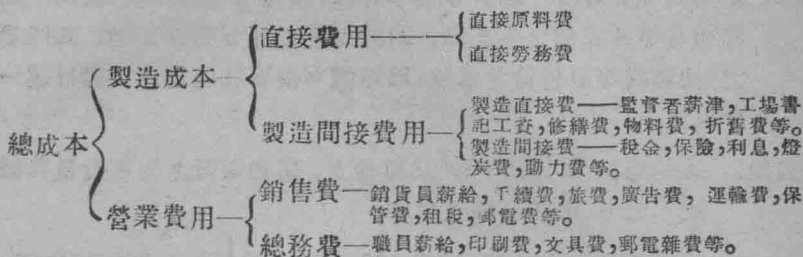 總成本
製造成本
直接費用——
直接原料費
直接勞務費
製造間接費用—
製造直接費——監督者薪津,工場書
記工資,修繕費,物料費,折舊費等。
製造間接費——稅金,保險,利息,燈
炭費,動力費等。
營業費用—
銷售費—銷貨員薪給,手續費,旅費,廣告費,運輸費,保
管費,租稅,郵電費等。
總務費—職員薪給,印刷費,文具費,郵電雜費等。